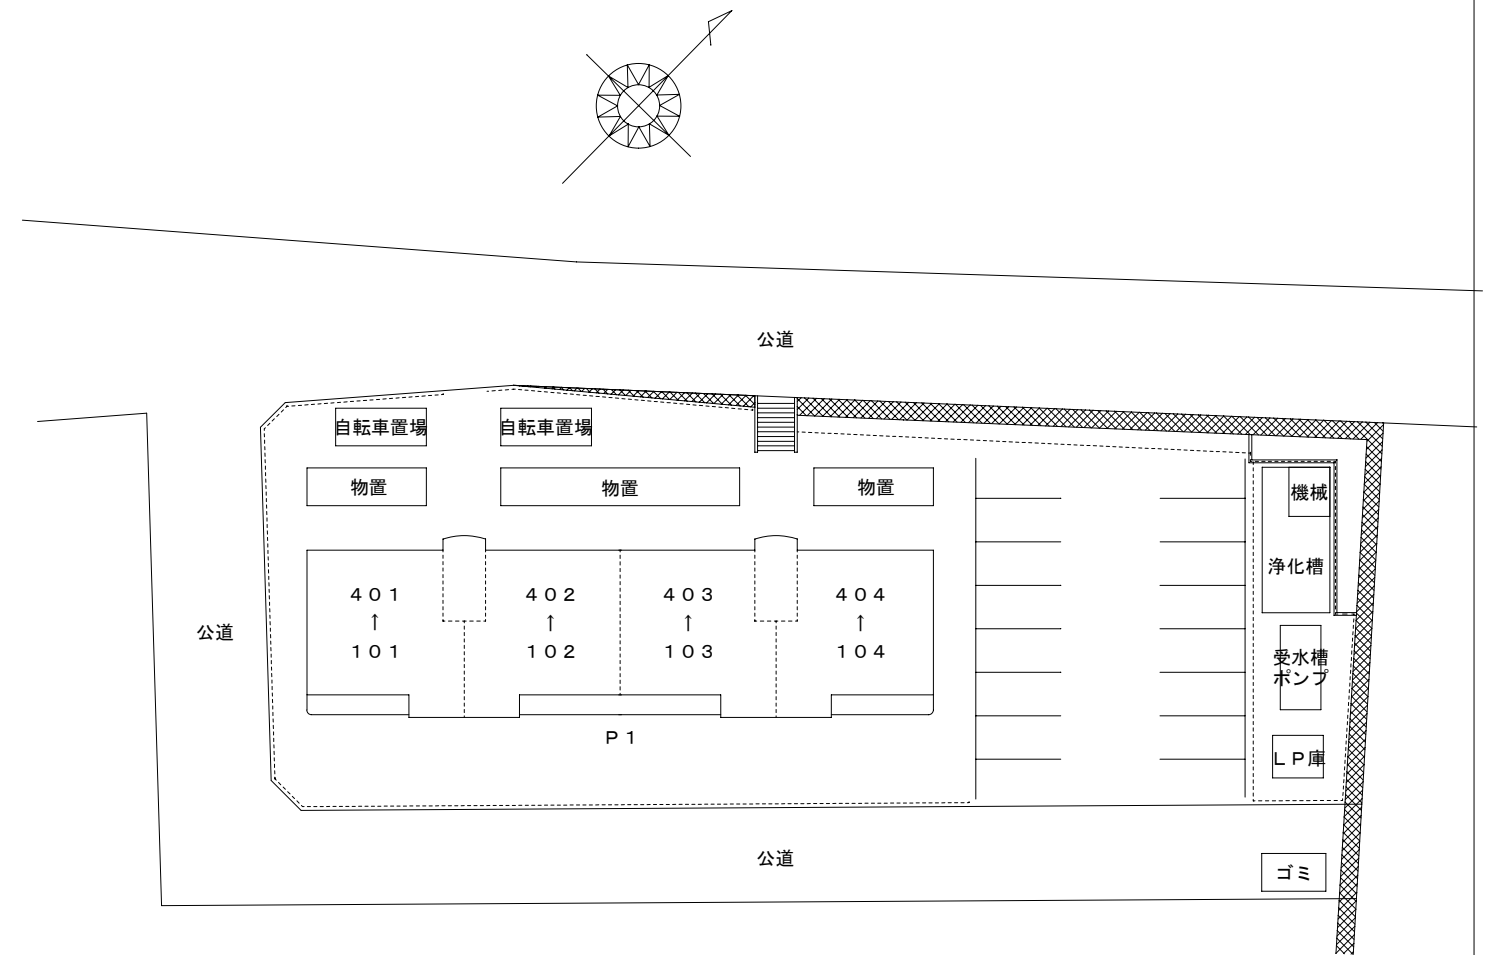 公道
自転車置場
自転車置場
物置
物置
物置
機械
浄化槽
４０１
↑
１０１
４０２
↑
１０２
４０３
↑
１０３
４０４
↑
１０４
公道
受水槽
ポンプ
Ｐ１
ＬＰ庫
公道
ゴミ